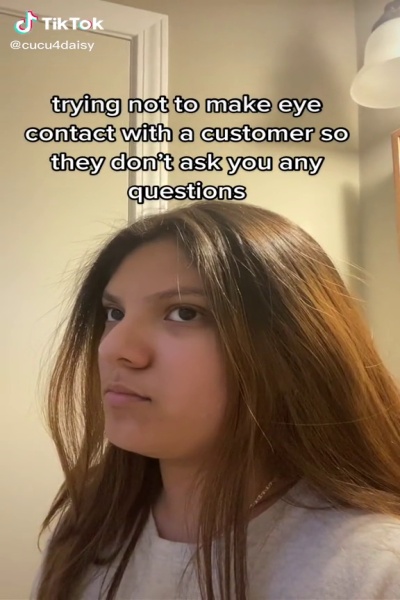 TikTok
@cucu4daisy
trying not to make eye
contact with a customer so
they don't ask you any
questions